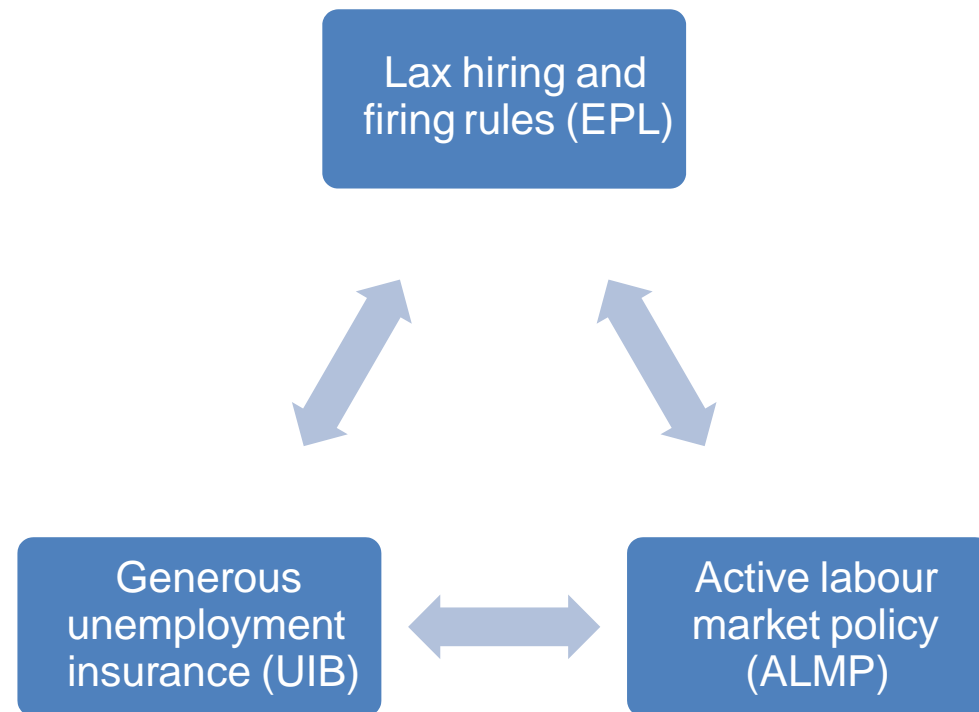 Lax hiring and
firing rules (EPL)
Generous
unemployment
insurance (UIB)
Active labour
market policy
(ALMP)